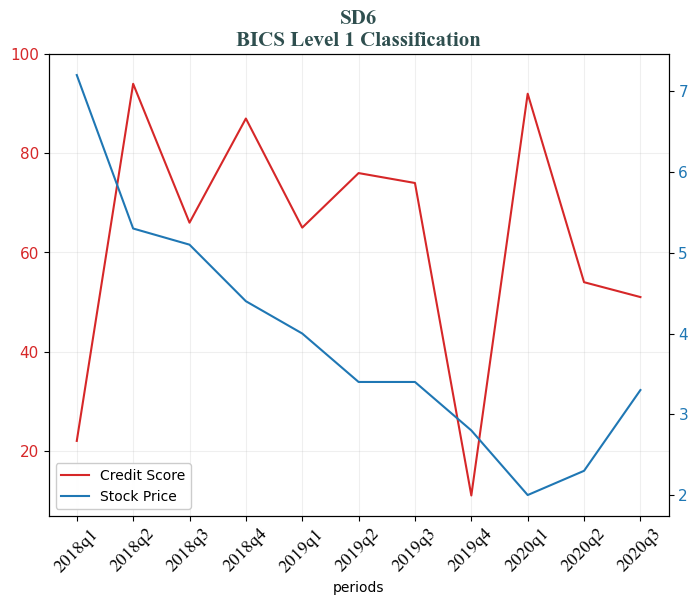 SD6
BICS Level 1 Classification
100
80
60
40
20
7
6
5
4
3
2
Credit Score
Stock Price
2018q1
2018q2
2018q3
2018q4
2019q1
2019q2
2019q3
2019q4
2020q1
2020q2
2020q3
periods